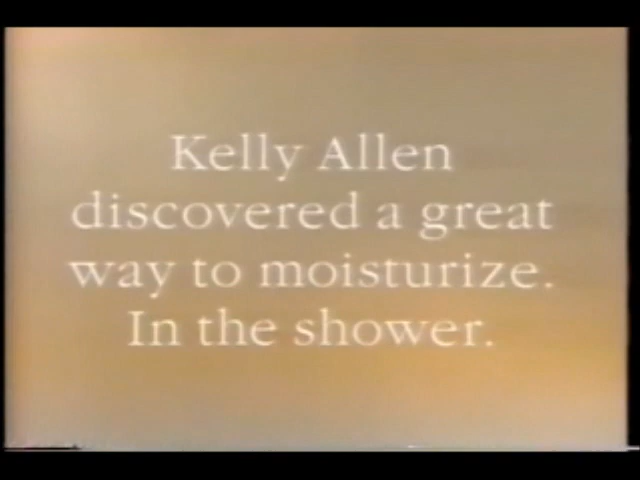 Kelly Allen
discovered a great
way to moisturize.
In the shower.